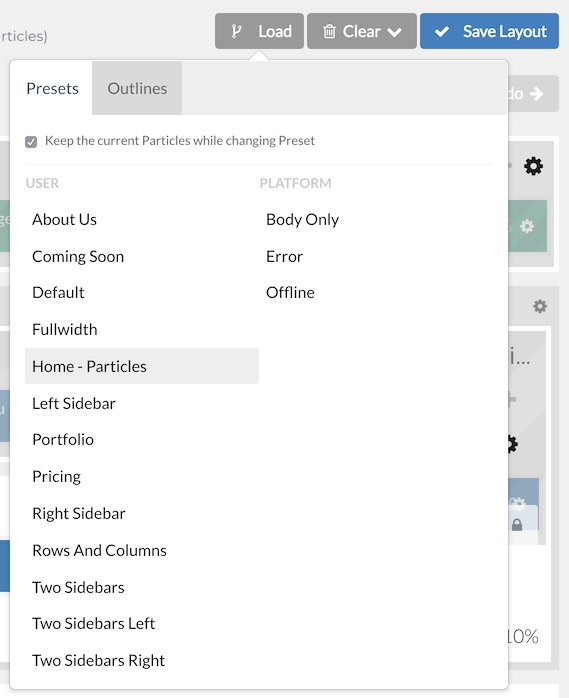 rticles)
Load
Clear
Save Layout
Presets
Outlines
do
Keep the current Particles while changing Preset
USER
PLATFORM
About Us
Body Only
Coming Soon
Error
Default
Offline
Fullwidth
Home - Particles
Left Sidebar
Portfolio
Pricing
Right Sidebar
Rows And Columns
Two Sidebars
Two Sidebars Left
10%
Two Sidebars Right